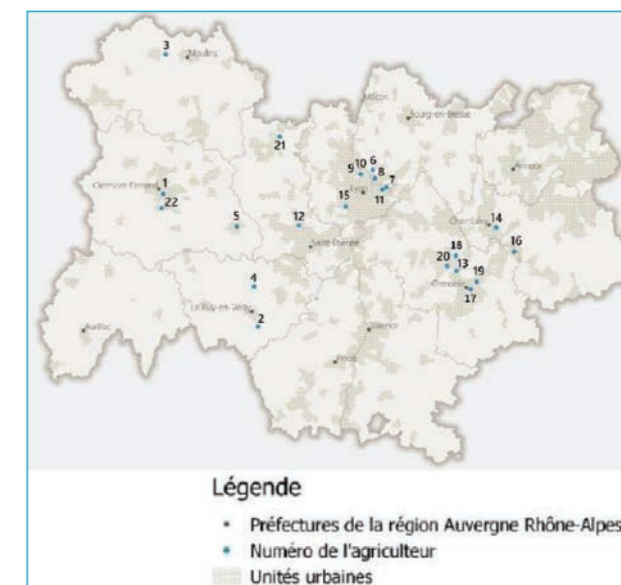 3
Moulins
Mâcon
Bourg-en-Bresse
21
Annecy
9 10 6
8
7
11
Clermont Ferrand
1
22
15
5
12
Chambéry
14
Saint Etienne
18
16
20
13
19
Grenoble
17
4
Le Puy-en-Velay
2
Aurillac
Valence
Privas
Légende
Préfectures de la région Auvergne Rhône-Alpes
Numéro de l'agriculteur
Unités urbaines